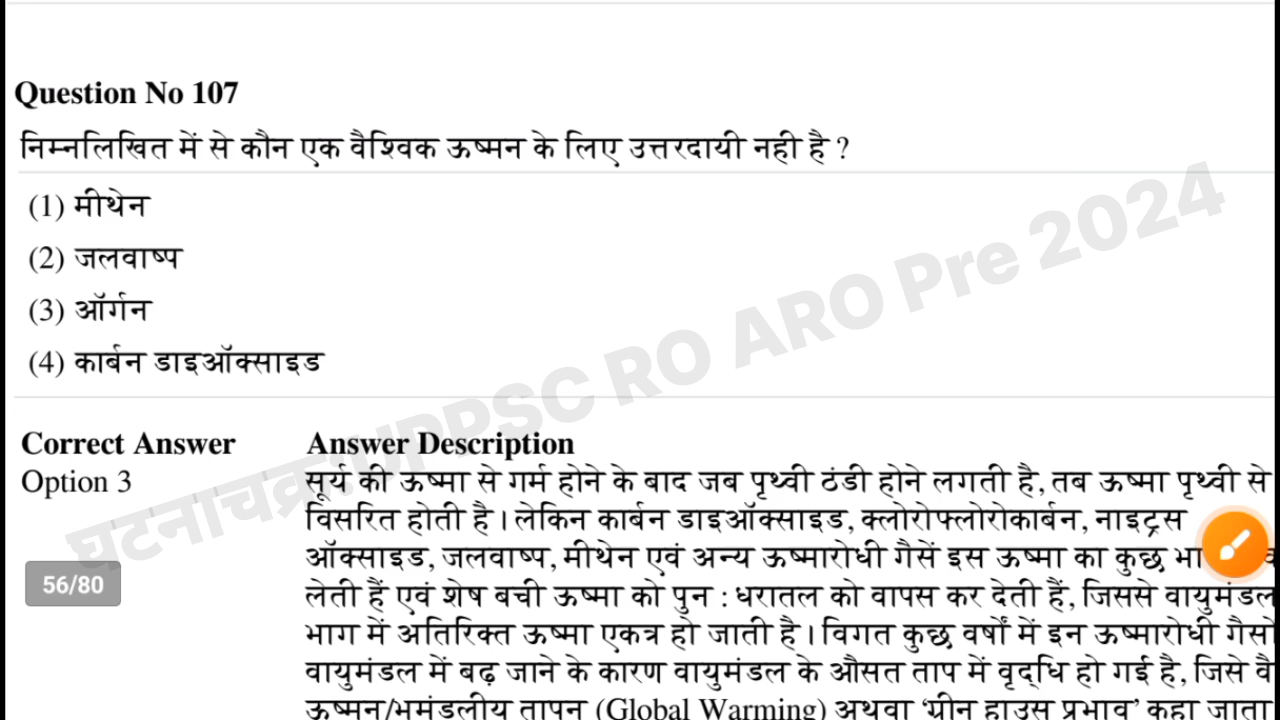 Question No 107
निम्नलिखित में से कौन एक वैश्विक ऊष्मन के लिए उत्तरदायी नही है ?
(1) मीथेन
(2) जलवाष्प
(3) ऑर्गन
(4) कार्बन डाइऑक्साइड
घटनाचक्र UPPSC RO ARO Pre 2024
Correct Answer Answer Description
Option 3
सूर्य की ऊष्मा से गर्म होने के बाद जब पृथ्वी ठंडी होने लगती है, तब ऊष्मा पृथ्वी से
विसरित होती है। लेकिन कार्बन डाइऑक्साइड, क्लोरोफ्लोरोकार्बन, नाइट्रस
ऑक्साइड, जलवाष्प, मीथेन एवं अन्य ऊष्मारोधी गैसें इस ऊष्मा का कुछ
लेती हैं एवं शेष बची ऊष्मा को पुन : धरातल को वापस कर देती हैं, जिससे वायुमंडल
भाग में अतिरिक्त ऊष्मा एकत्र हो जाती है। विगत कुछ वर्षों में इन ऊष्मारोधी
वायुमंडल में बढ़ जाने के कारण वायुमंडल के औसत ताप में वृद्धि हो गई है, जिसे
ऊष्मन/भूमंडलीय तापन (Global Warming) अथवा ‘ग्रीन हाउस प्रभाव’ कहा जाता
56/80